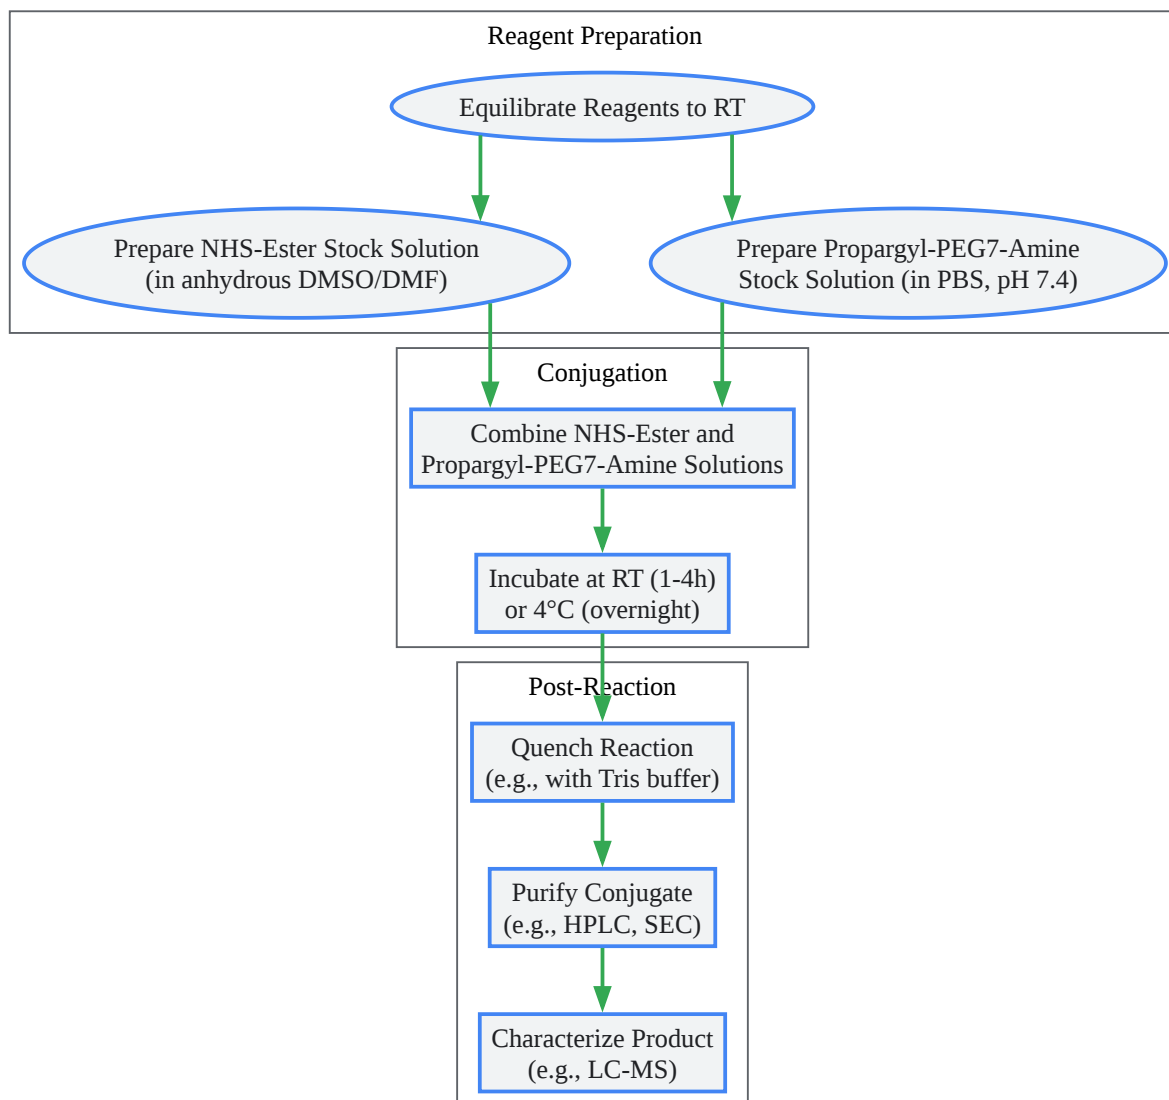 Reagent Preparation
Equilibrate Reagents to RT
Prepare NHS-Ester Stock Solution
(in anhydrous DMSO/DMF)
Prepare Propargyl-PEG7-Amine
Stock Solution (in PBS, pH 7.4)
Conjugation
Combine NHS-Ester and
Propargyl-PEG7-Amine Solutions
Incubate at RT (1-4h)
or 4°C (overnight)
Post-Reaction
Quench Reaction
(e.g., with Tris buffer)
Purify Conjugate
(e.g., HPLC, SEC)
Characterize Product
(e.g., LC-MS)